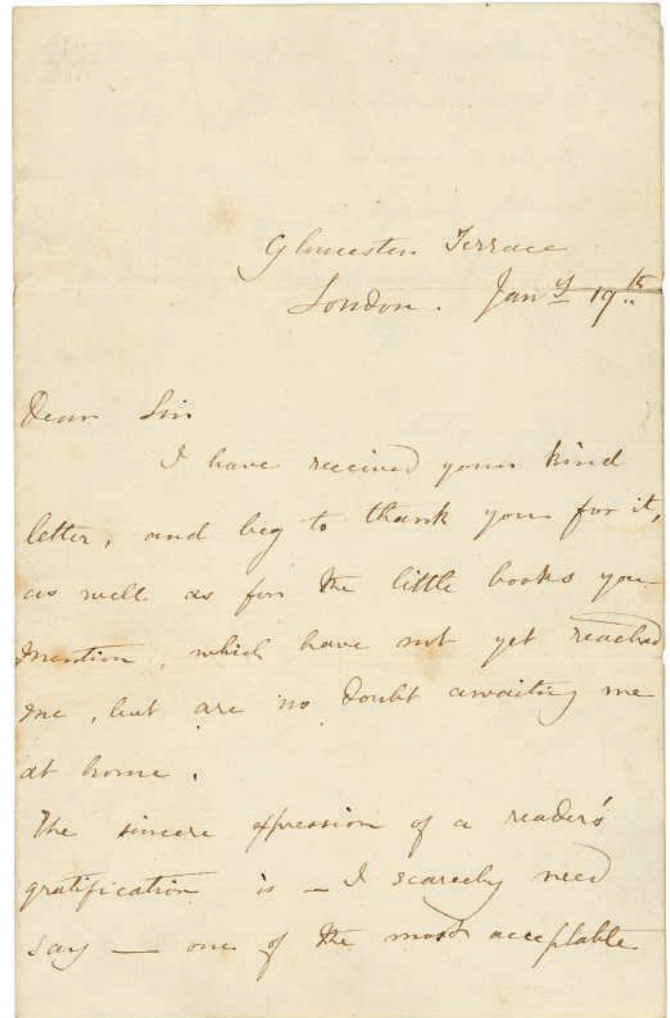 Gloucester Terrace
London. Jany 19th
Dear Sir
I have received your kind
letter, and beg to thank you for it,
as well as for the little books you
mention, which have not yet reached
me, but are no doubt awaiting me
at home.
The sincere expression of a reader's
gratification is – I scarcely need
say — one of the most acceptable